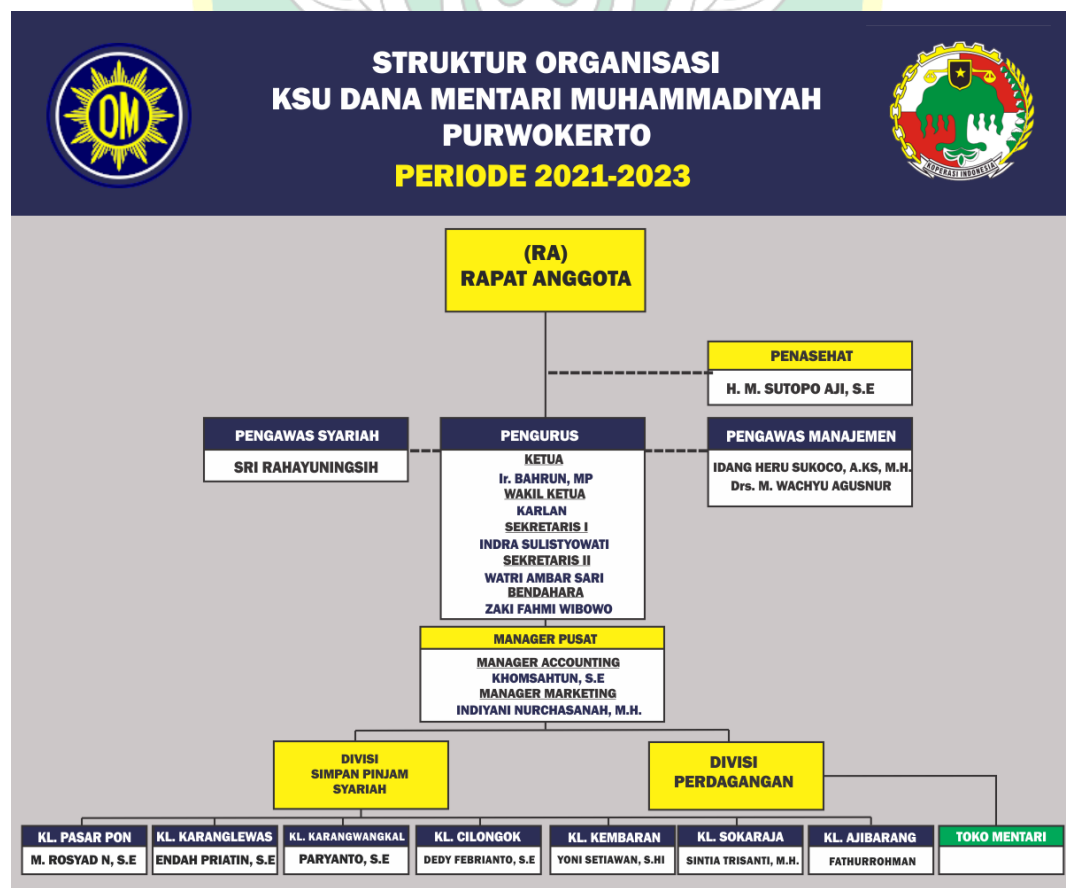 OM
STRUKTUR ORGANISASI
KSU DANA MENTARI MUHAMMADIYAH
PURWOKERTO
PERIODE 2021-2023
KOPERASI INDONESIA
(RA)
RAPAT ANGGOTA
PENASEHAT
H. M. SUTOPO AJI, S.E
PENGAWAS SYARIAH
SRI RAHAYUNINGSIH
PENGURUS
KETUA
Ir. BAHRUN, MP
WAKIL KETUA
KARLAN
SEKRETARIS I
INDRA SULISTYOWATI
SEKRETARIS II
WATRI AMBAR SARI
BENDAHARA
ZAKI FAHMI WIBOWO
PENGAWAS MANAJEMEN
IDANG HERU SUKOCO, A.KS, M.H.
Drs. M. WACHYU AGUSNUR
MANAGER PUSAT
MANAGER ACCOUNTING
KHOMSAHTUN, S.E
MANAGER MARKETING
INDIYANI NURCHASANAH, M.H.
DIVISI
SIMPAN PINJAM
SYARIAH
DIVISI
PERDAGANGAN
KL. PASAR PON
M. ROSYAD N, S.E
KL. KARANGLEWAS
ENDAH PRIATIN, S.E
KL. KARANGWANGKAL
PARYANTO, S.E
KL. CILONGOK
DEDY FEBRIANTO, S.E
KL. KEMBARAN
YONI SETIAWAN, S.HI
KL. SOKARAJA
SINTIA TRISANTI, M.H.
KL. AJIBARANG
FATHURROHMAN
TOKO MENTARI